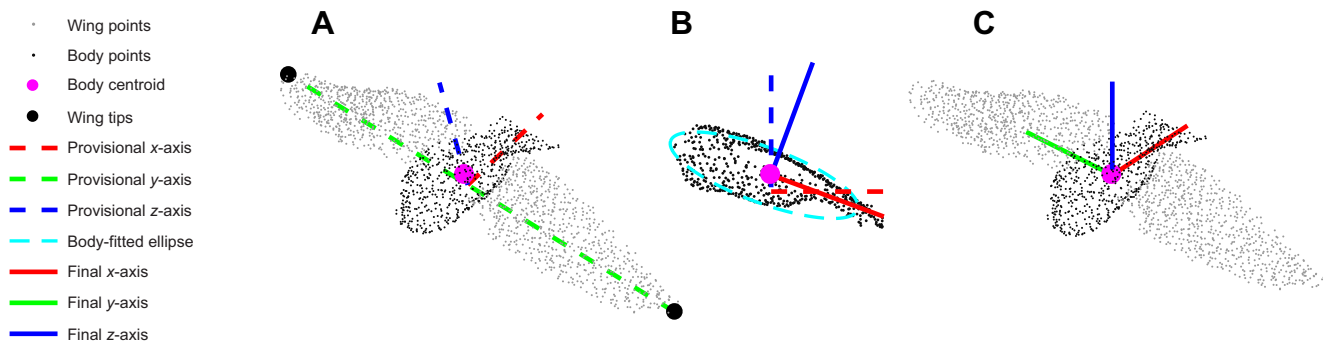 A
B
C
Wing points
Body points
Body centroid
Wing tips
Provisional x-axis
Provisional y-axis
Provisional z-axis
Body-fitted ellipse
Final x-axis
Final y-axis
Final z-axis